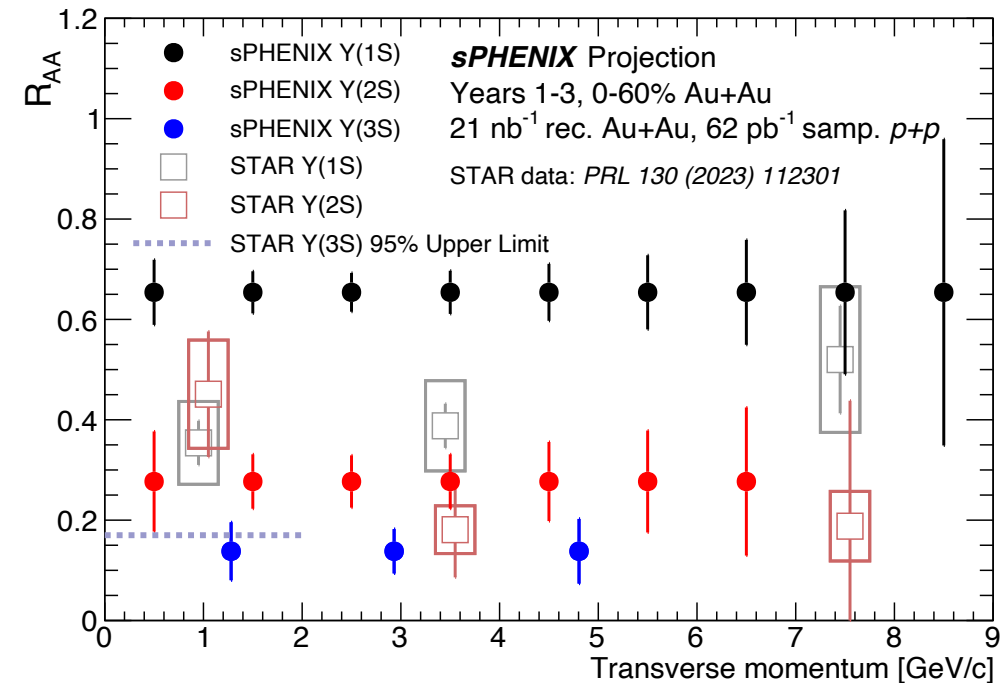 R_AA
1.2
1
0.8
0.6
0.4
0.2
0
sPHENIX Y(1S)
sPHENIX Y(2S)
sPHENIX Y(3S)
STAR Y(1S)
STAR Y(2S)
STAR Y(3S) 95% Upper Limit
sPHENIX Projection
Years 1-3, 0-60% Au+Au
21 nb⁻¹ rec. Au+Au, 62 pb⁻¹ samp. p+p
STAR data: PRL 130 (2023) 112301
0 1 2 3 4 5 6 7 8 9
Transverse momentum [GeV/c]